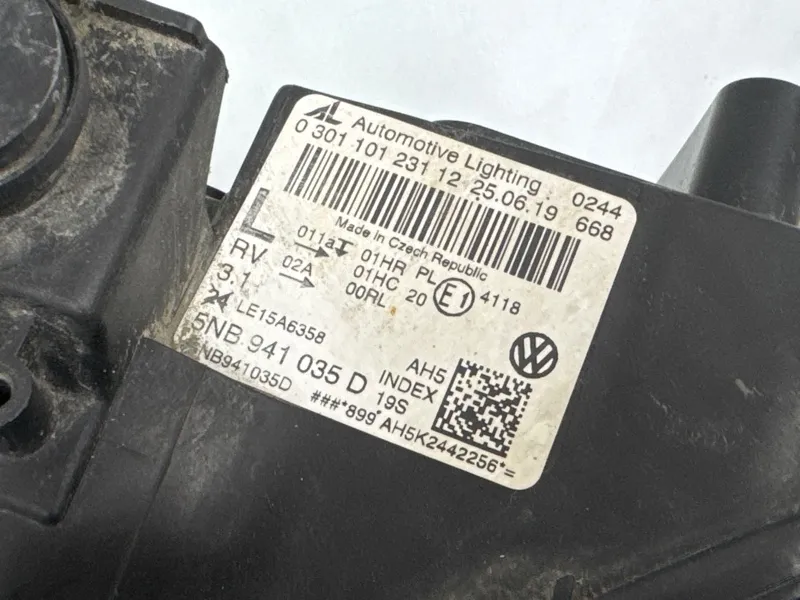 AL Automotive Lighting
0 301 101 231 12 25.06.19 0244
668
Made in Czech Republic
L
RV
3.1
011a 01HR PL
02A 01HC 20
00RL
E1 4118
LE15A6358
5NB 941 035 D
NB941035D
AH5
INDEX
19S
###*899*AH5K2442256*=